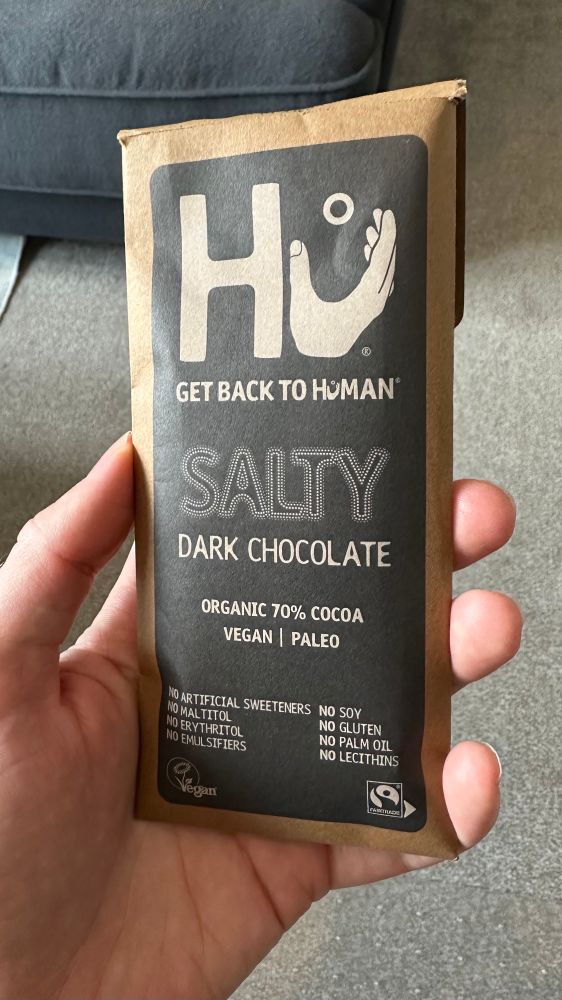 Hu®
GET BACK TO HUMAN®
SALTY
DARK CHOCOLATE
ORGANIC 70% COCOA
VEGAN | PALEO
NO ARTIFICIAL SWEETENERS
NO MALTITOL
NO ERYTHRITOL
NO EMULSIFIERS
NO SOY
NO GLUTEN
NO PALM OIL
NO LECITHINS
Vegan
FAIRTRADE